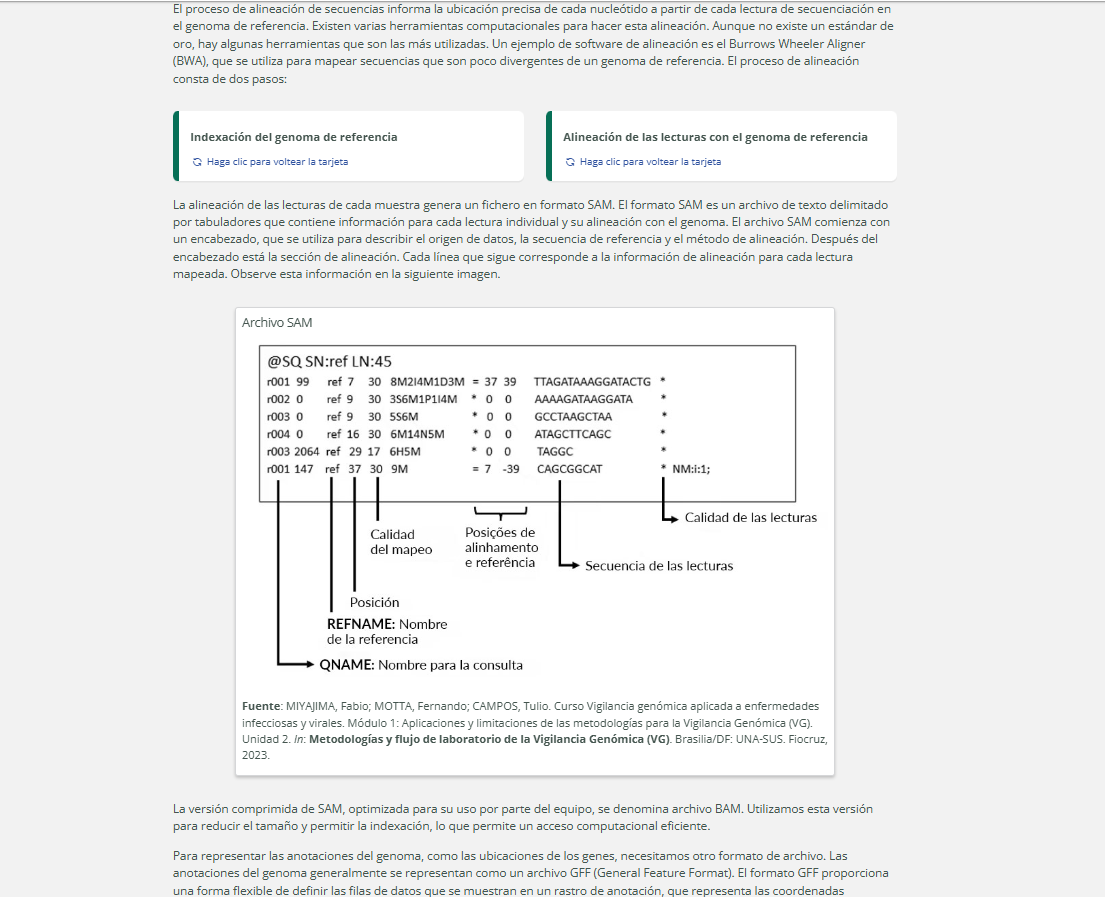 El proceso de alineación de secuencias informa la ubicación precisa de cada nucleótido a partir de cada lectura de secuenciación en
el genoma de referencia. Existen varias herramientas computacionales para hacer esta alineación. Aunque no existe un estándar de
oro, hay algunas herramientas que son las más utilizadas. Un ejemplo de software de alineación es el Burrows Wheeler Aligner
(BWA), que se utiliza para mapear secuencias que son poco divergentes de un genoma de referencia. El proceso de alineación
consta de dos pasos:
Indexación del genoma de referencia
Haga clic para voltear la tarjeta
Alineación de las lecturas con el genoma de referencia
Haga clic para voltear la tarjeta
La alineación de las lecturas de cada muestra genera un fichero en formato SAM. El formato SAM es un archivo de texto delimitado
por tabuladores que contiene información para cada lectura individual y su alineación con el genoma. El archivo SAM comienza con
un encabezado, que se utiliza para describir el origen de datos, la secuencia de referencia y el método de alineación. Después del
encabezado está la sección de alineación. Cada línea que sigue corresponde a la información de alineación para cada lectura
mapeada. Observe esta información en la siguiente imagen.
Archivo SAM
@SQ SN:ref LN:45
r001 99 ref 7 30 8M2I4M1D3M = 37 39 TTAGATAAAGGATACTG *
r002 0 ref 9 30 3S6M1P1I4M * 0 0 AAAAGATAAGGATA *
r003 0 ref 9 30 5S6M * 0 0 GCCTAAGCTAA *
r004 0 ref 16 30 6M14N5M * 0 0 ATAGCTTCAGC *
r003 2064 ref 29 17 6H5M * 0 0 TAGGC *
r001 147 ref 37 30 9M = 7 -39 CAGCGGCAT * NM:i:1;
Calidad de las lecturas
Calidad
del mapeo
Posições de
alinhamento
e referência
Secuencia de las lecturas
Posición
REFNAME: Nombre
de la referencia
QNAME: Nombre para la consulta
Fuente: MIYAJIMA, Fabio; MOTTA, Fernando; CAMPOS, Tulio. Curso Vigilancia genómica aplicada a enfermedades
infecciosas y virales. Módulo 1: Aplicaciones y limitaciones de las metodologías para la Vigilancia Genómica (VG).
Unidad 2. In: Metodologías y flujo de laboratorio de la Vigilancia Genómica (VG). Brasilia/DF: UNA-SUS. Fiocruz,
2023.
La versión comprimida de SAM, optimizada para su uso por parte del equipo, se denomina archivo BAM. Utilizamos esta versión
para reducir el tamaño y permitir la indexación, lo que permite un acceso computacional eficiente.
Para representar las anotaciones del genoma, como las ubicaciones de los genes, necesitamos otro formato de archivo. Las
anotaciones del genoma generalmente se representan como un archivo GFF (General Feature Format). El formato GFF proporciona
una forma flexible de definir las filas de datos que se muestran en un rastro de anotación, que representa las coordenadas